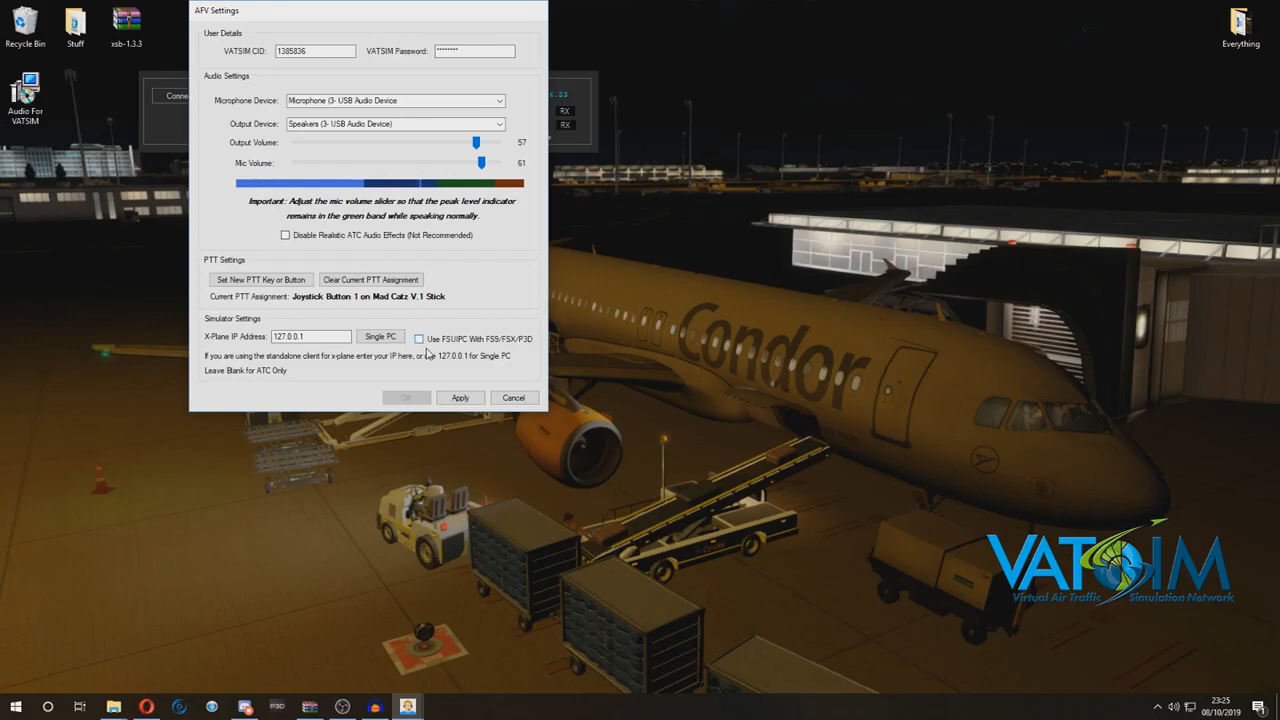 AFV Settings
Recycle Bin
Stuff
xsb-1.3.3
Everything
Audio For
VATSIM
User Details
VATSIM CID:
1385836
VATSIM Password:
********
Audio Settings
Microphone Device:
Microphone (3- USB Audio Device
Output Device:
Speakers (3- USB Audio Device)
Output Volume:
57
Mic Volume:
61
Important: Adjust the mic volume slider so that the peak level indicator
remains in the green band while speaking normally.
Disable Realistic ATC Audio Effects (Not Recommended)
PTT Settings
Set New PTT Key or Button
Clear Current PTT Assignment
Current PTT Assignment: Joystick Button 1 on Mad Catz V.1 Stick
Simulator Settings
X-Plane IP Address:
127.0.0.1
Single PC
Use FSUIPC With FS9/FSX/P3D
If you are using the standalone client for x-plane enter your IP here, or 127.0.0.1 for Single PC
Leave Blank for ATC Only
OK
Apply
Cancel
Conne
6.23
RX
RX
Condor
Condor
VATSIM
Virtual Air Traffic Simulation Network
P3D
23:25
08/10/2019
1